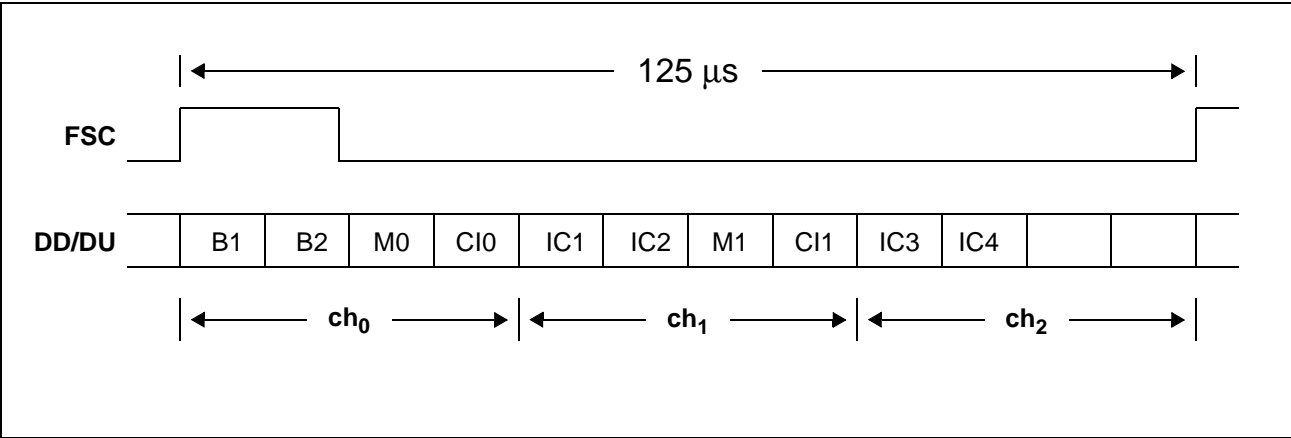 125 μs
FSC
DD/DU B1 B2 M0 CI0 IC1 IC2 M1 CI1 IC3 IC4
ch0 ch1 ch2